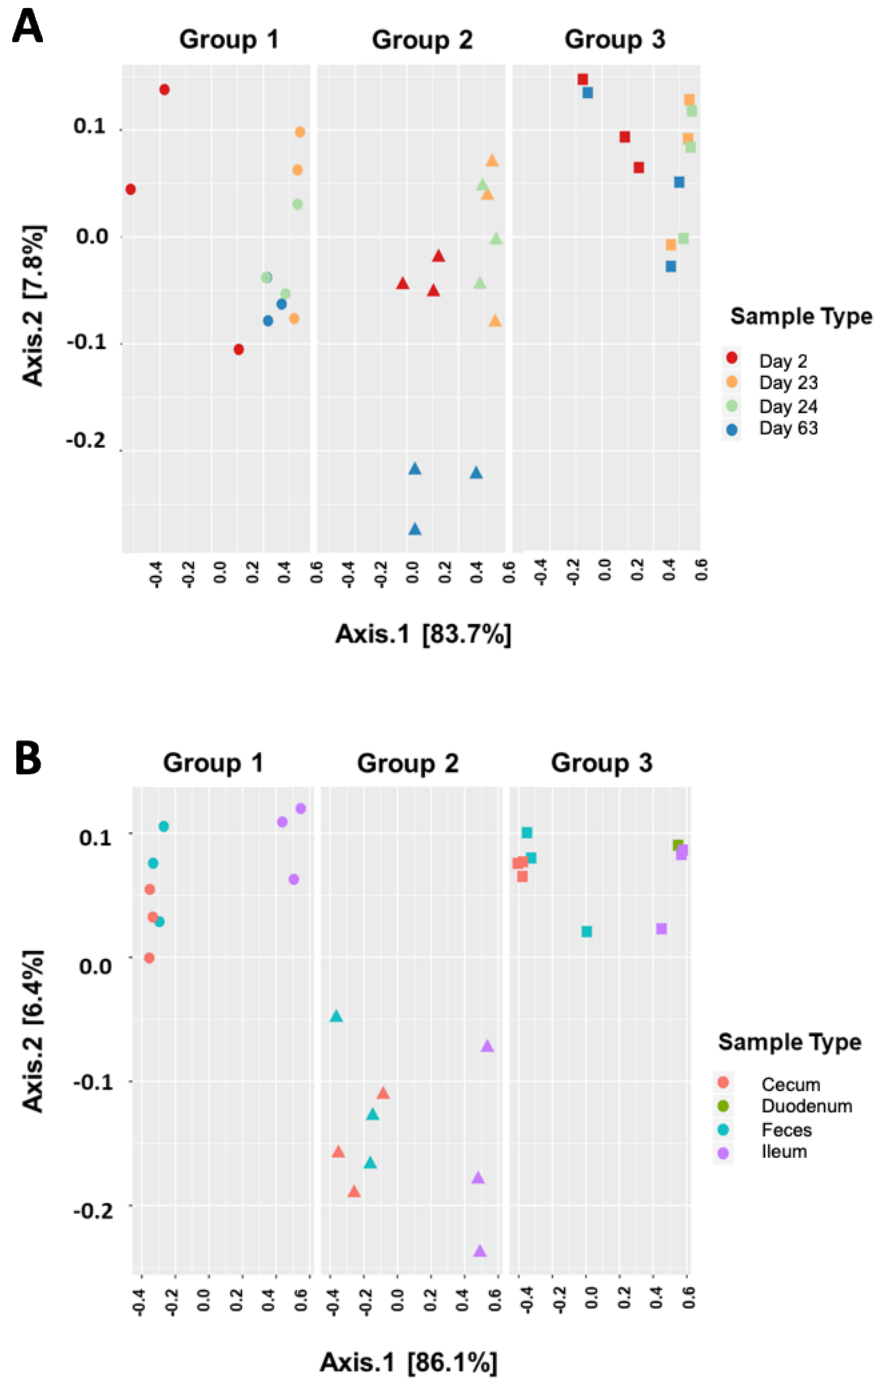 A
Group 1 Group 2 Group 3
0.1
0.0
-0.1
-0.2
Axis.2 [7.8%]
-0.4 -0.2 0.0 0.2 0.4 0.6 -0.4 -0.2 0.0 0.2 0.4 0.6 -0.4 -0.2 0.0 0.2 0.4 0.6
Axis.1 [83.7%]
Sample Type
Day 2
Day 23
Day 24
Day 63
B
Group 1 Group 2 Group 3
0.1
0.0
-0.1
-0.2
Axis.2 [6.4%]
-0.4 -0.2 0.0 0.2 0.4 0.6 -0.4 -0.2 0.0 0.2 0.4 0.6 -0.4 -0.2 0.0 0.2 0.4 0.6
Axis.1 [86.1%]
Sample Type
Cecum
Duodenum
Feces
Ileum